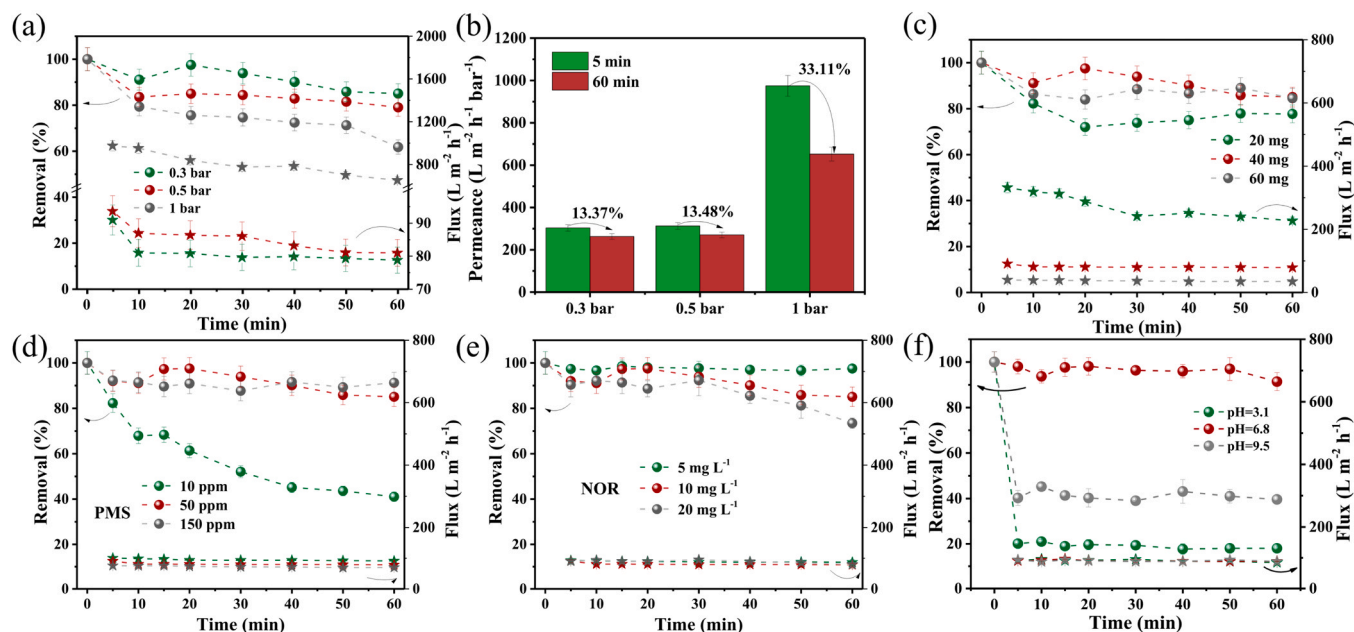 (a)
Removal (%)
100
80
60
40
20
0
2000
1600
1200
800
90
80
70
Flux (L m⁻² h⁻¹)
0.3 bar
0.5 bar
1 bar
0 10 20 30 40 50 60
Time (min)
(b)
Permeance (L m⁻² h⁻¹ bar⁻¹)
1200
1000
800
600
400
200
0
5 min
60 min
13.37%
13.48%
33.11%
0.3 bar 0.5 bar 1 bar
(c)
Removal (%)
100
80
60
40
20
0
800
600
400
200
0
Flux (L m⁻² h⁻¹)
20 mg
40 mg
60 mg
0 10 20 30 40 50 60
Time (min)
(d)
Removal (%)
100
80
60
40
20
0
800
600
400
200
0
Flux (L m⁻² h⁻¹)
PMS
10 ppm
50 ppm
150 ppm
0 10 20 30 40 50 60
Time (min)
(e)
Removal (%)
100
80
60
40
20
0
800
600
400
200
0
Flux (L m⁻² h⁻¹)
NOR
5 mg L⁻¹
10 mg L⁻¹
20 mg L⁻¹
0 10 20 30 40 50 60
Time (min)
(f)
Removal (%)
100
80
60
40
20
0
800
600
400
200
0
Flux (L m⁻² h⁻¹)
pH=3.1
pH=6.8
pH=9.5
0 10 20 30 40 50 60
Time (min)